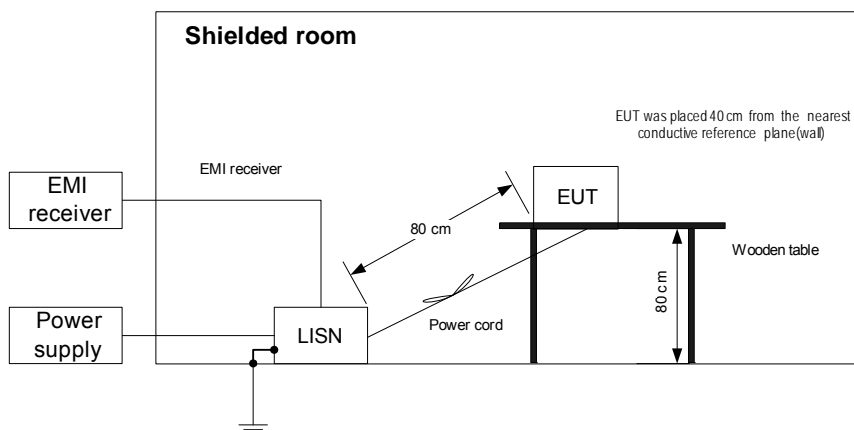 Shielded room
EUT was placed 40 cm from the nearest
conductive reference plane(wall)
EMI receiver
EMI
receiver
EUT
80 cm
Wooden table
80 cm
Power
supply
LISN
Power cord